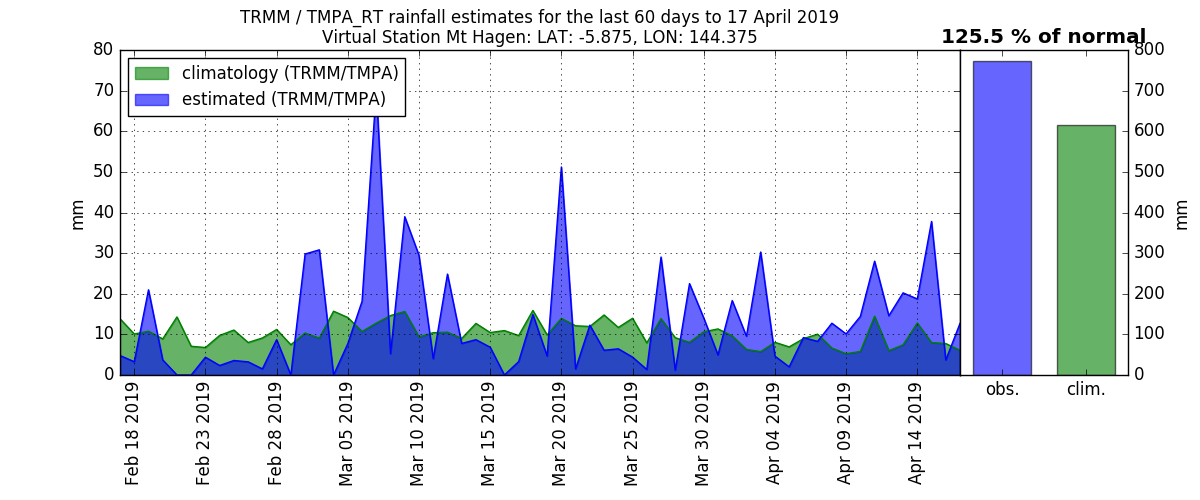 TRMM / TMPA_RT rainfall estimates for the last 60 days to 17 April 2019
Virtual Station Mt Hagen: LAT: -5.875, LON: 144.375
125.5 % of normal
climatology (TRMM/TMPA)
estimated (TRMM/TMPA)
mm
80
70
60
50
40
30
20
10
0
Feb 18 2019
Feb 23 2019
Feb 28 2019
Mar 05 2019
Mar 10 2019
Mar 15 2019
Mar 20 2019
Mar 25 2019
Mar 30 2019
Apr 04 2019
Apr 09 2019
Apr 14 2019
obs.
clim.
800
700
600
500
400
300
200
100
0
mm